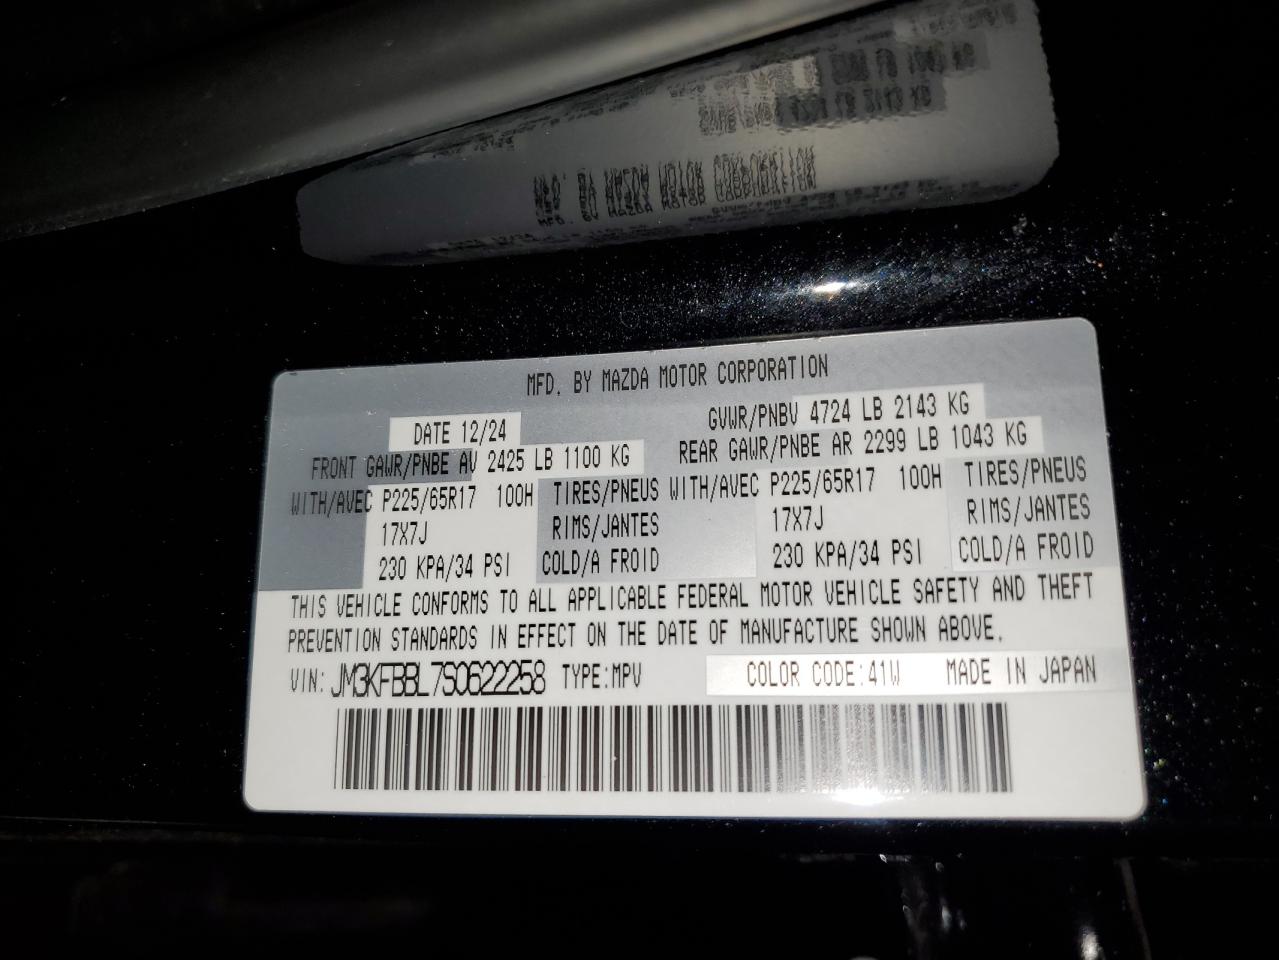 MFD. BY MAZDA MOTOR CORPORATION
DATE 12/24 GVWR/PNBV 4724 LB 2143 KG
FRONT GAWR/PNBE AV 2425 LB 1100 KG REAR GAWR/PNBE AR 2299 LB 1043 KG
WITH/AVEC P225/65R17 100H TIRES/PNEUS WITH/AVEC P225/65R17 100H TIRES/PNEUS
17X7J RIMS/JANTES 17X7J RIMS/JANTES
230 KPA/34 PSI COLD/A FROID 230 KPA/34 PSI COLD/A FROID
THIS VEHICLE CONFORMS TO ALL APPLICABLE FEDERAL MOTOR VEHICLE SAFETY AND THEFT
PREVENTION STANDARDS IN EFFECT ON THE DATE OF MANUFACTURE SHOWN ABOVE.
VIN: JM3KFBBL7S0622258 TYPE:MPV COLOR CODE:41W MADE IN JAPAN